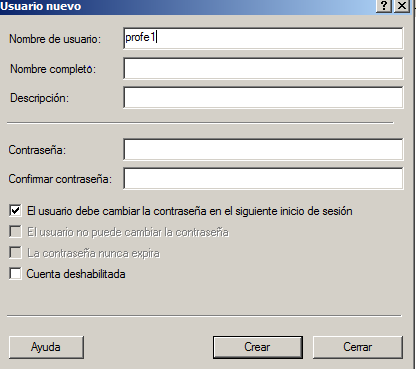 Usuario nuevo
Nombre de usuario: profe1
Nombre completo:
Descripción:
Contraseña:
Confirmar contraseña:
El usuario debe cambiar la contraseña en el siguiente inicio de sesión
El usuario no puede cambiar la contraseña
La contraseña nunca expira
Cuenta deshabilitada
Ayuda Crear Cerrar